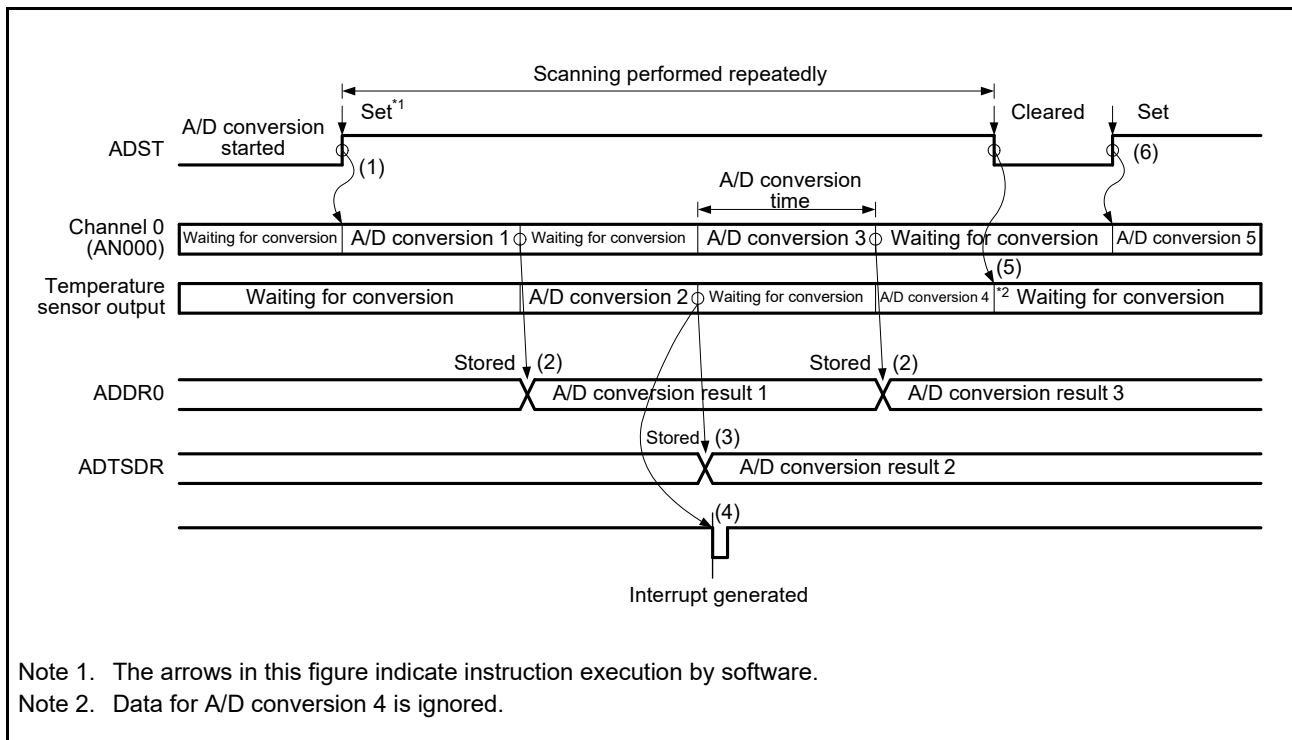 Scanning performed repeatedly
Set*1
Cleared
Set
A/D conversion
started
ADST
(1)
(6)
A/D conversion
time
Channel 0
(AN000)
Waiting for conversion
A/D conversion 1
Waiting for conversion
A/D conversion 3
Waiting for conversion
A/D conversion 5
(5)
Temperature
sensor output
Waiting for conversion
A/D conversion 2
Waiting for conversion
A/D conversion 4
*2
Waiting for conversion
Stored (2)
Stored (2)
ADDR0
A/D conversion result 1
A/D conversion result 3
Stored (3)
ADTSDR
A/D conversion result 2
(4)
Interrupt generated
Note 1. The arrows in this figure indicate instruction execution by software.
Note 2. Data for A/D conversion 4 is ignored.